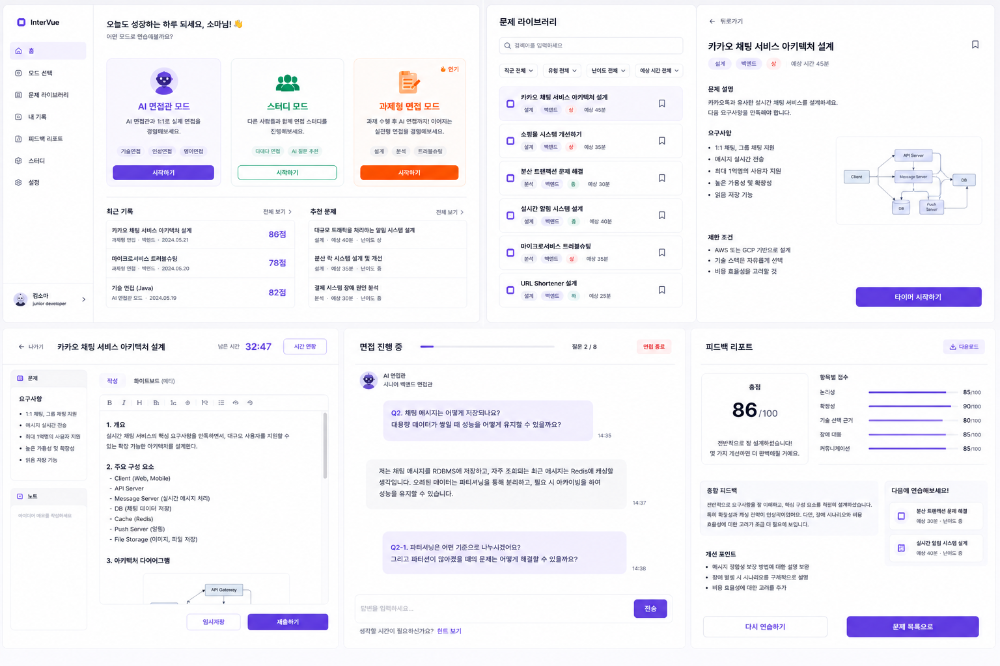 InterVue
홈
모드 선택
문제 라이브러리
내 기록
피드백 리포트
스터디
설정
김소마
junior developer
오늘도 성장하는 하루 되세요, 소마님! 👋
어떤 모드로 연습해볼까요?
AI 면접관 모드
AI 면접관과 1:1로 실제 면접을
경험해보세요.
기술면접
인성면접
시작하기
스터디 모드
다른 사람들과 함께 면접 스터디를
진행해보세요.
AI 질문 추천
시작하기
인기
과제형 면접 모드
과제 수행 후 AI 면접까지! 이어지는
실전형 면접을 경험해보세요.
설계
분석
트러블슈팅
시작하기
최근 기록
전체 보기
카카오 채팅 서비스 아키텍처 설계
과제형 면접 · 백엔드 · 2024.05.21
86점
마이크로서비스 트러블슈팅
과제형 면접 · 백엔드 · 2024.05.20
78점
기술 면접 (Java)
AI 면접관 모드 · 2024.05.19
82점
추천 문제
전체 보기
대규모 트래픽을 처리하는 알림 시스템 설계
설계 · 예상 40분 · 난이도 상
분산 락 시스템 설계 및 개선
설계 · 예상 35분 · 난이도 중
결제 시스템 장애 원인 분석
분석 · 예상 30분 · 난이도 중
문제 라이브러리
검색어를 입력하세요
직군 전체
유형 전체
난이도 전체
예상 시간 전체
카카오 채팅 서비스 아키텍처 설계
설계 백엔드 상 예상 45분
쇼핑몰 시스템 개선하기
설계 백엔드 상 예상 35분
분산 트랜잭션 문제 해결
분석 백엔드 중 예상 30분
실시간 알림 시스템 설계
설계 백엔드 중 예상 40분
마이크로서비스 트러블슈팅
분석 백엔드 상 예상 35분
URL Shortener 설계
설계 백엔드 하 예상 25분
뒤로가기
카카오 채팅 서비스 아키텍처 설계
설계 백엔드 상 예상 시간 45분
문제 설명
카카오톡과 유사한 실시간 채팅 서비스를 설계하세요.
다음 요구사항을 만족해야 합니다.
요구사항
• 1:1 채팅, 그룹 채팅 지원
• 메시지 실시간 전송
• 최대 1억명의 사용자 지원
• 높은 가용성 및 확장성
• 읽음 저장 기능
Client
API Server
Message Server
DB
DB
Push
Server
제한 조건
• AWS 또는 GCP 기반으로 설계
• 기술 스택은 자유롭게 선택
• 비용 효율성을 고려할 것
타이머 시작하기
나가기
카카오 채팅 서비스 아키텍처 설계
남은 시간 32:47
시간 연장
문제
요구사항
• 1:1 채팅, 그룹 채팅 지원
• 메시지 실시간 전송
• 최대 1억명의 사용자 지원
• 높은 가용성 및 확장성
• 읽음 저장 기능
노트
아이디어 메모를 작성하세요
작성
화이트보드
B I H
1. 개요
실시간 채팅 서비스의 핵심 요구사항을 만족하면서, 대규모 사용자를 지원할 수
있는 확장 가능한 아키텍처를 설계한다.
2. 주요 구성 요소
- Client (Web, Mobile)
- API Server
- Message Server (실시간 메시지 처리)
- DB (채팅 데이터 저장)
- Cache (Redis)
- Push Server (알림)
- File Storage (이미지, 파일 저장)
3. 아키텍처 다이어그램
API Gateway
임시저장
제출하기
면접 진행 중
질문 2 / 8
면접 종료
AI 면접관
시니어 백엔드 면접관
Q2. 채팅 메시지는 어떻게 저장되나요?
대용량 데이터가 쌓일 때 성능을 어떻게 유지할 수 있을까요?
14:35
저는 채팅 메시지를 RDBMS에 저장하고, 자주 조회되는 최근 메시지는 Redis에 캐싱할
생각입니다. 오래된 데이터는 파티셔닝을 통해 분리하고, 필요 시 아카이빙을 하여
성능을 유지할 수 있습니다.
14:37
Q2-1. 파티셔닝은 어떤 기준으로 나누시겠어요?
그리고 파티션이 많아졌을 때의 문제는 어떻게 해결할 수 있을까요?
14:38
답변을 입력하세요...
전송
생각할 시간이 필요하신가요? 힌트 보기
피드백 리포트
다운로드
총점
86/100
전반적으로 잘 설계하셨습니다!
몇 가지 개선하면 더 완벽해질 거예요.
항목별 점수
논리성 85/100
확장성 90/100
기술 선택 근거 80/100
장애 대응 85/100
커뮤니케이션 85/100
종합 피드백
전반적으로 요구사항을 잘 이해하고, 핵심 구성 요소를 적절히 설계하셨습니다.
특히 확장성과 캐싱 전략이 인상적이었어요. 다만, 장애 시나리오와 비용
효율성에 대한 고려가 조금 더 필요해 보입니다.
다음에 연습해보세요!
분산 트랜잭션 문제 해결
예상 30분 · 난이도 중
실시간 알림 시스템 설계
예상 40분 · 난이도 중
개선 포인트
• 메시지 정합성 보장 방법에 대한 설명 보완
• 장애 발생 시 시나리오를 구체적으로 설명
• 비용 효율성에 대한 고려를 추가
다시 연습하기
문제 목록으로